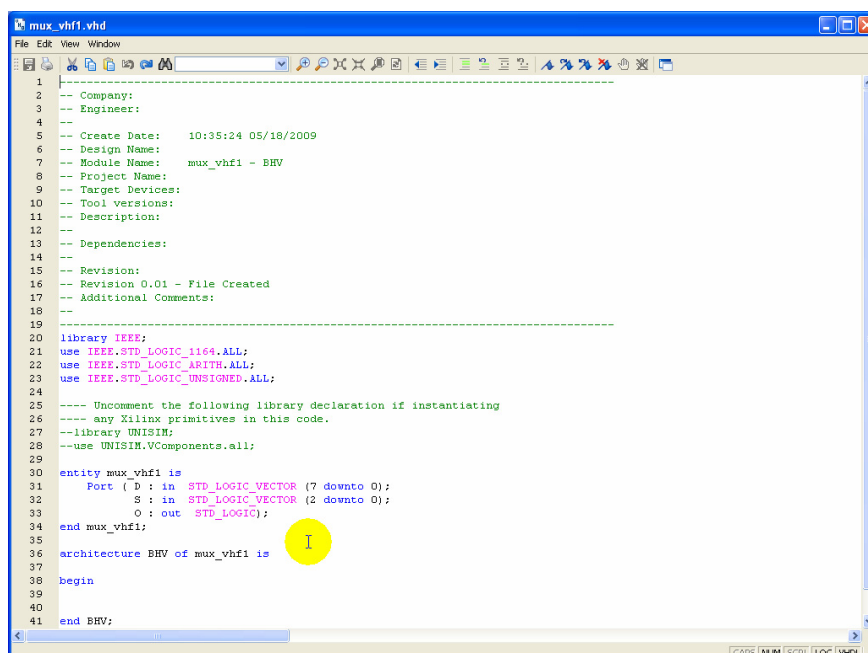 mux_vhf1.vhd
File Edit View Window
1 ----------------------------------------------------------------------------------
2 -- Company:
3 -- Engineer:
4 --
5 -- Create Date:    10:35:24 05/18/2009
6 -- Design Name:
7 -- Module Name:    mux_vhf1 - BHV
8 -- Project Name:
9 -- Target Devices:
10 -- Tool versions:
11 -- Description:
12 --
13 -- Dependencies:
14 --
15 -- Revision:
16 -- Revision 0.01 - File Created
17 -- Additional Comments:
18 --
19 ----------------------------------------------------------------------------------
20 library IEEE;
21 use IEEE.STD_LOGIC_1164.ALL;
22 use IEEE.STD_LOGIC_ARITH.ALL;
23 use IEEE.STD_LOGIC_UNSIGNED.ALL;
24
25 ---- Uncomment the following library declaration if instantiating
26 ---- any Xilinx primitives in this code.
27 --library UNISIM;
28 --use UNISIM.VComponents.all;
29
30 entity mux_vhf1 is
31     Port ( D : in  STD_LOGIC_VECTOR (7 downto 0);
32            S : in  STD_LOGIC_VECTOR (2 downto 0);
33            O : out  STD_LOGIC);
34 end mux_vhf1;
35
36 architecture BHV of mux_vhf1 is
37
38 begin
39
40
41 end BHV;
CAPS NUM SCRL LOC VHDL